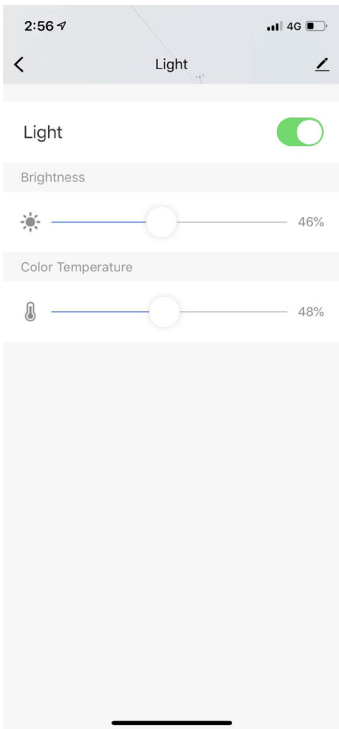 2:56 4G
Light
Light
Brightness
46%
Color Temperature
48%